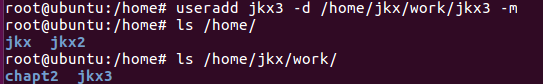 root@ubuntu:/home# useradd jkx3 -d /home/jkx/work/jkx3 -m
root@ubuntu:/home# ls /home/
jkx  jkx2
root@ubuntu:/home# ls /home/jkx/work/
chapt2  jkx3